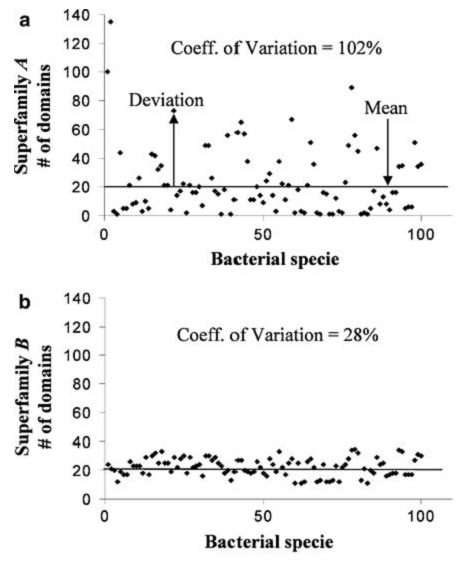 a
140
120
100
80
60
40
20
0
Superfamily A
# of domains
Coeff. of Variation = 102%
Deviation
Mean
0
50
100
Bacterial specie
b
140
120
100
80
60
40
20
0
Superfamily B
# of domains
Coeff. of Variation = 28%
0
50
100
Bacterial specie